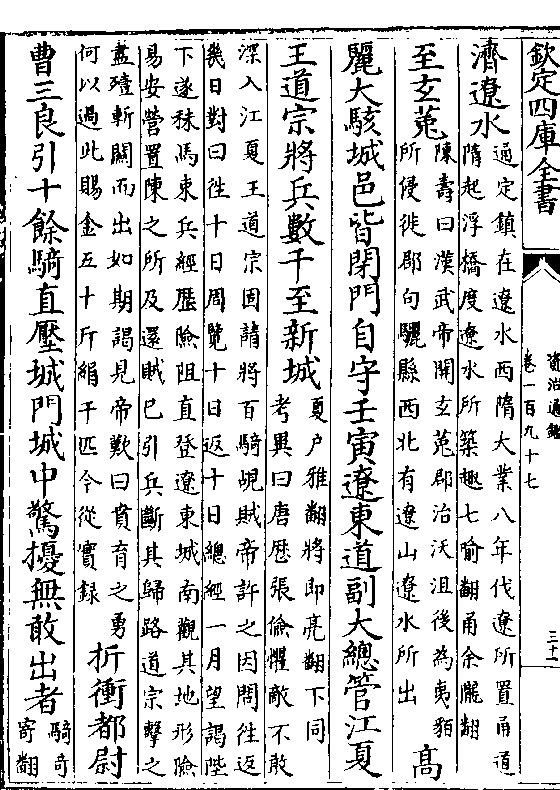 欽定四庫全書
資治通鑑
卷一百九十七
三十一
濟遼水
通定鎮在遼水西隋大業八年伐遼所置甬道
隋起浮橋度遼水所築趣七喻翻甬余隴翻
至玄菟
陳壽曰漢武帝開玄菟郡治沃沮後為夷貊
所侵徙郡句驪縣西北有遼山遼水所出
高
麗大駭城邑皆閉門自守壬寅遼東道副大總管江夏
王道宗將兵數千至新城
夏户雅翻將即亮翻下同
考異曰唐歷張儉懼敵不敢
深入江夏王道宗固請將百騎覘賊帝許之因問往返
幾日對曰往十日周覽十日返十日總經一月望謁陛
下遂秣馬束兵經歷險阻直登遼東城南觀其地形險
易安營置陳之所及還賊已引兵斷其歸路道宗擊之
盡殪斬關而出如期謁見帝歎曰賁育之勇
何以過此賜金五十斤絹千匹今從實録
折衝都尉
曹三良引十餘騎直壓城門城中驚擾無敢出者
騎奇
寄翻